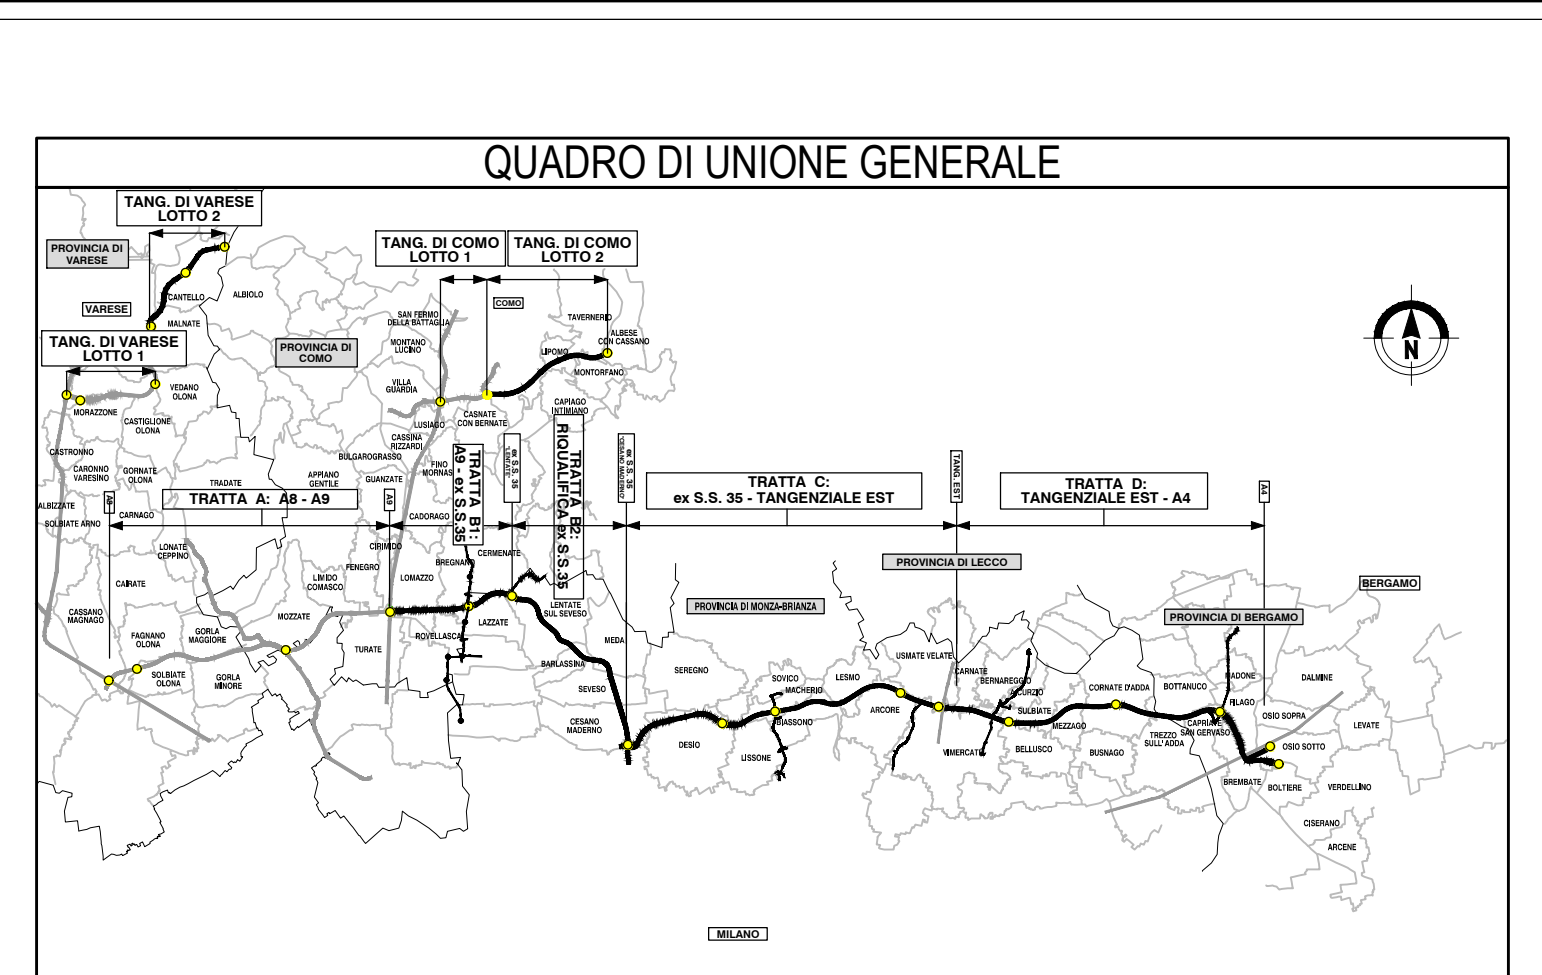 QUADRO DI UNIONE GENERALE
TANG. DI VARESE
LOTTO 2
PROVINCIA DI
VARESE
TANG. DI COMO
LOTTO 1
TANG. DI COMO
LOTTO 2
CANTELLO
ALBIOLO
VARESE
COMO
MALNATE
SAN FERMO
DELLA BATTAGLIA
TAVERNERIO
TANG. DI VARESE
LOTTO 1
PROVINCIA DI
COMO
MONTANO
LUCINO
ALBESE
CON CASSANO
LIPOMO
MONTORFANO
VEDANO
OLONA
VILLA
GUARDIA
MORAZZONE
CAPIAGO
INTIMIANO
CASTIGLIONE
OLONA
LUSIAGO
CASNATE
CON BERNATE
CASSINA
RIZZARDI
CASTRONNO
BULGAROGRASSO
CARONNO
VARESINO
GORNATE
OLONA
APPIANO
GENTILE
GUANZATE
FINO
MORNAS
TRADATE
TRATTA A: A8 - A9
A8
A9
TRATTA B1:
A9 - ex S.S.35
ex S.S. 35
"LENTATE"
TRATTA B2:
RIQUALIFICA ex S.S.35
ex S.S. 35
"CESANO MADERNO"
TRATTA C:
ex S.S. 35 - TANGENZIALE EST
TANG. EST
TRATTA D:
TANGENZIALE EST - A4
A4
ALBIZZATE
SOLBIATE ARNO
CARNAGO
CADORAGO
LONATE
CEPPINO
CIRIMIDO
CERMENATE
FENEGRO
BREGNANO
PROVINCIA DI LECCO
CAIRATE
LIMIDO
COMASCO
LOMAZZO
BERGAMO
LENTATE
SUL SEVESO
PROVINCIA DI MONZA-BRIANZA
PROVINCIA DI BERGAMO
CASSANO
MAGNAGO
MOZZATE
LAZZATE
FAGNANO
OLONA
GORLA
MAGGIORE
ROVELLASCA
MEDA
TURATE
USMATE VELATE
BARLASSINA
SEREGNO
SOLBIATE
OLONA
GORLA
MINORE
SOVICO
LESMO
CARNATE
BERNAREGGIO
MADONE
DALMINE
SEVESO
MACHERIO
AICURZIO
CORNATE D'ADDA
BOTTANUCO
FILAGO
ARCORE
SULBIATE
OSIO SOPRA
CESANO
MADERNO
BIASSONO
MEZZAGO
CAPRIATE
SAN GERVASO
LEVATE
TREZZO
SULL' ADDA
DESIO
LISSONE
VIMERCATE
BELLUSCO
BUSNAGO
OSIO SOTTO
BREMBATE
BOLTIERE
VERDELLINO
CISERANO
ARCENE
MILANO
N